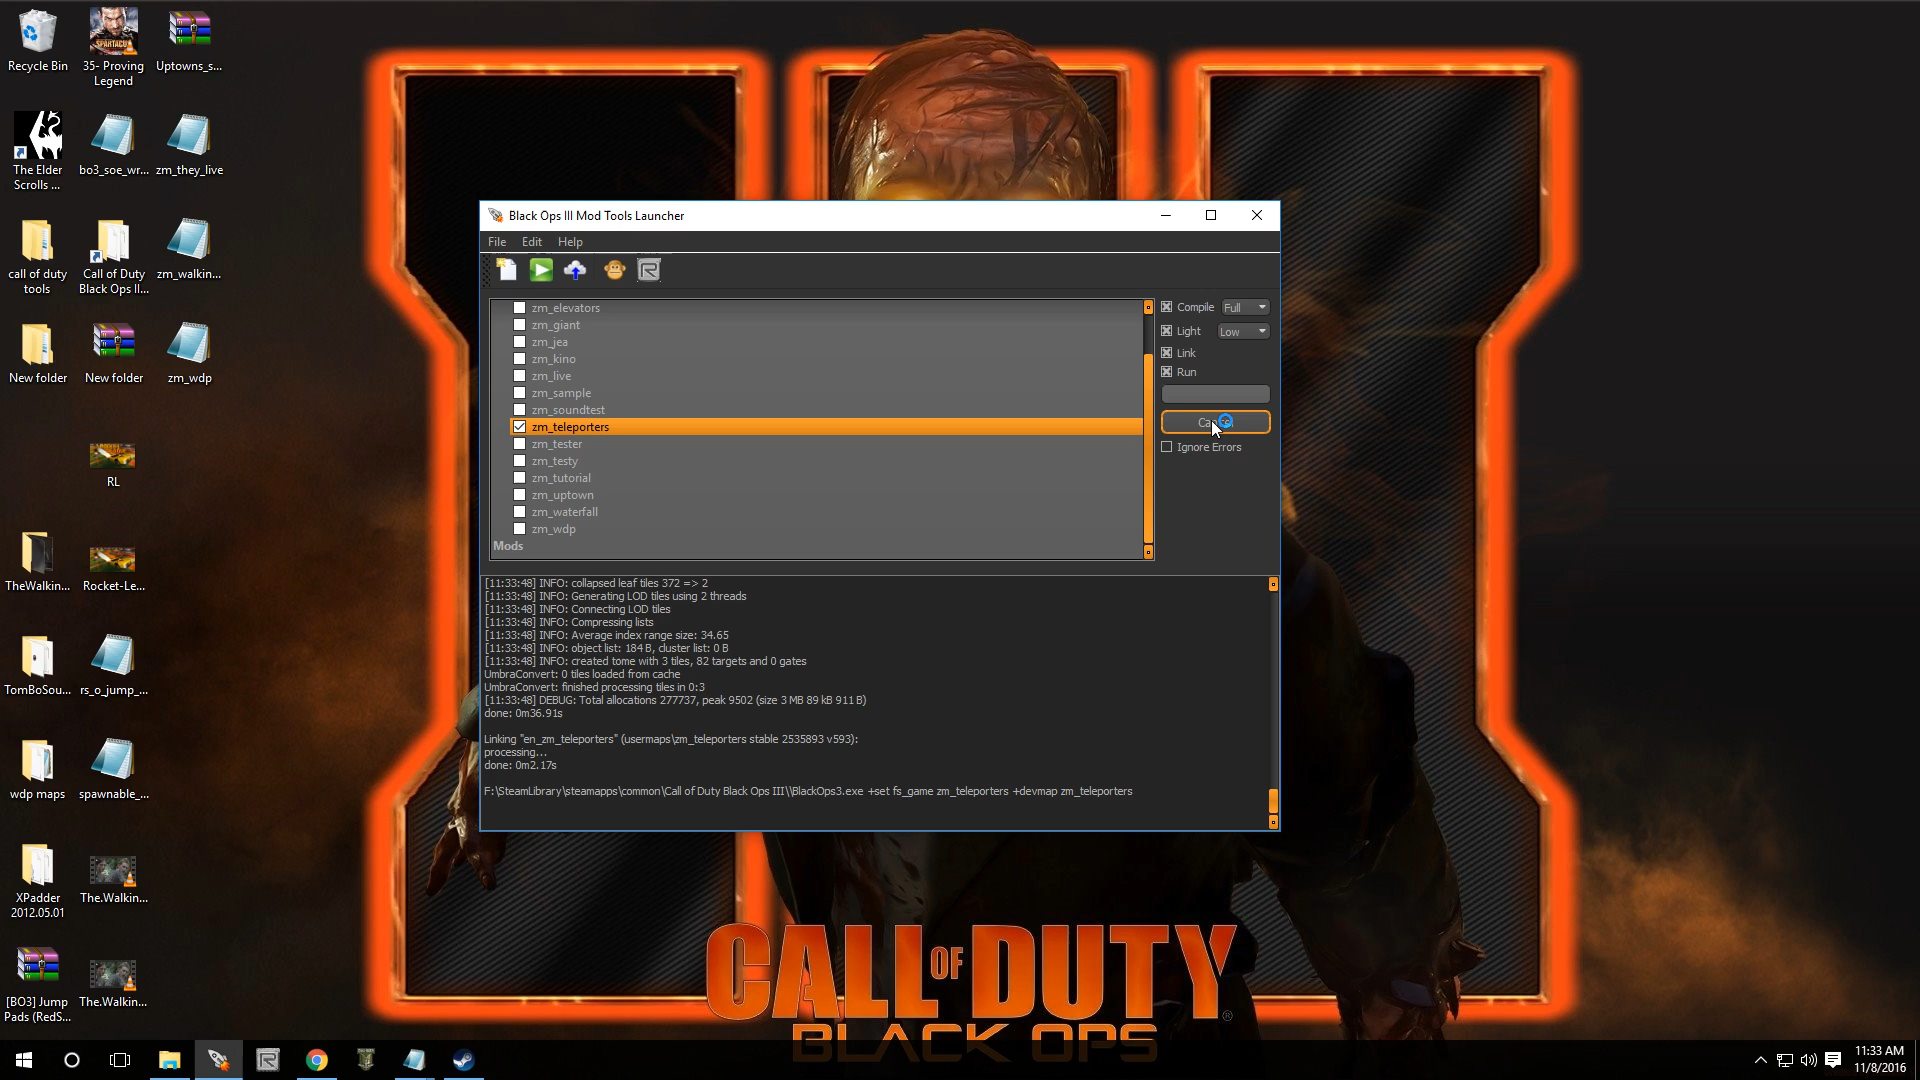 Recycle Bin
35- Proving
Legend
SPARTACUS
Uptowns_s...
The Elder
Scrolls ...
bo3_soe_wr...
zm_they_live
call of duty
tools
Call of Duty
Black Ops II...
zm_walkin...
New folder
New folder
zm_wdp
RL
TheWalkin...
Rocket-Le...
TomBoSou...
rs_o_jump_...
wdp maps
spawnable_...
XPadder
2012.05.01
The.Walkin...
[BO3] Jump
Pads (RedS...
The.Walkin...
Black Ops III Mod Tools Launcher
File Edit Help
zm_elevators
zm_giant
zm_jea
zm_kino
zm_live
zm_sample
zm_soundtest
zm_teleporters
zm_tester
zm_testy
zm_tutorial
zm_uptown
zm_waterfall
zm_wdp
Mods
Compile Full
Light Low
Link
Run
Ignore Errors
[11:33:48] INFO: collapsed leaf tiles 372 => 2
[11:33:48] INFO: Generating LOD tiles using 2 threads
[11:33:48] INFO: Connecting LOD tiles
[11:33:48] INFO: Compressing lists
[11:33:48] INFO: Average index range size: 34.65
[11:33:48] INFO: object list: 184 B, cluster list: 0 B
[11:33:48] INFO: created tome with 3 tiles, 82 targets and 0 gates
UmbraConvert: 0 tiles loaded from cache
UmbraConvert: finished processing tiles in 0:3
[11:33:48] DEBUG: Total allocations 277737, peak 9502 (size 3 MB 89 kB 911 B)
done: 0m36.91s
Linking "en_zm_teleporters" (usermaps\zm_teleporters stable 2535893 v593):
processing...
done: 0m2.17s
F:\SteamLibrary\steamapps\common\Call of Duty Black Ops III\\BlackOps3.exe +set fs_game zm_teleporters +devmap zm_teleporters
CALL OF DUTY®
BLACK OPS
11:33 AM
11/8/2016